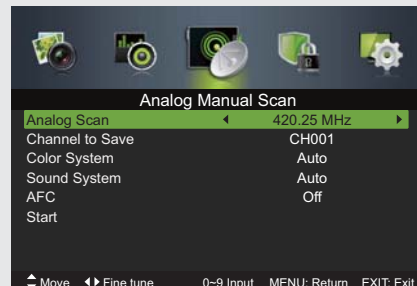 Analog Manual Scan
Analog Scan 420.25 MHz
Channel to Save CH001
Color System Auto
Sound System Auto
AFC Off
Start
Move Fine tune 0~9 Input MENU: Return EXIT: Exit